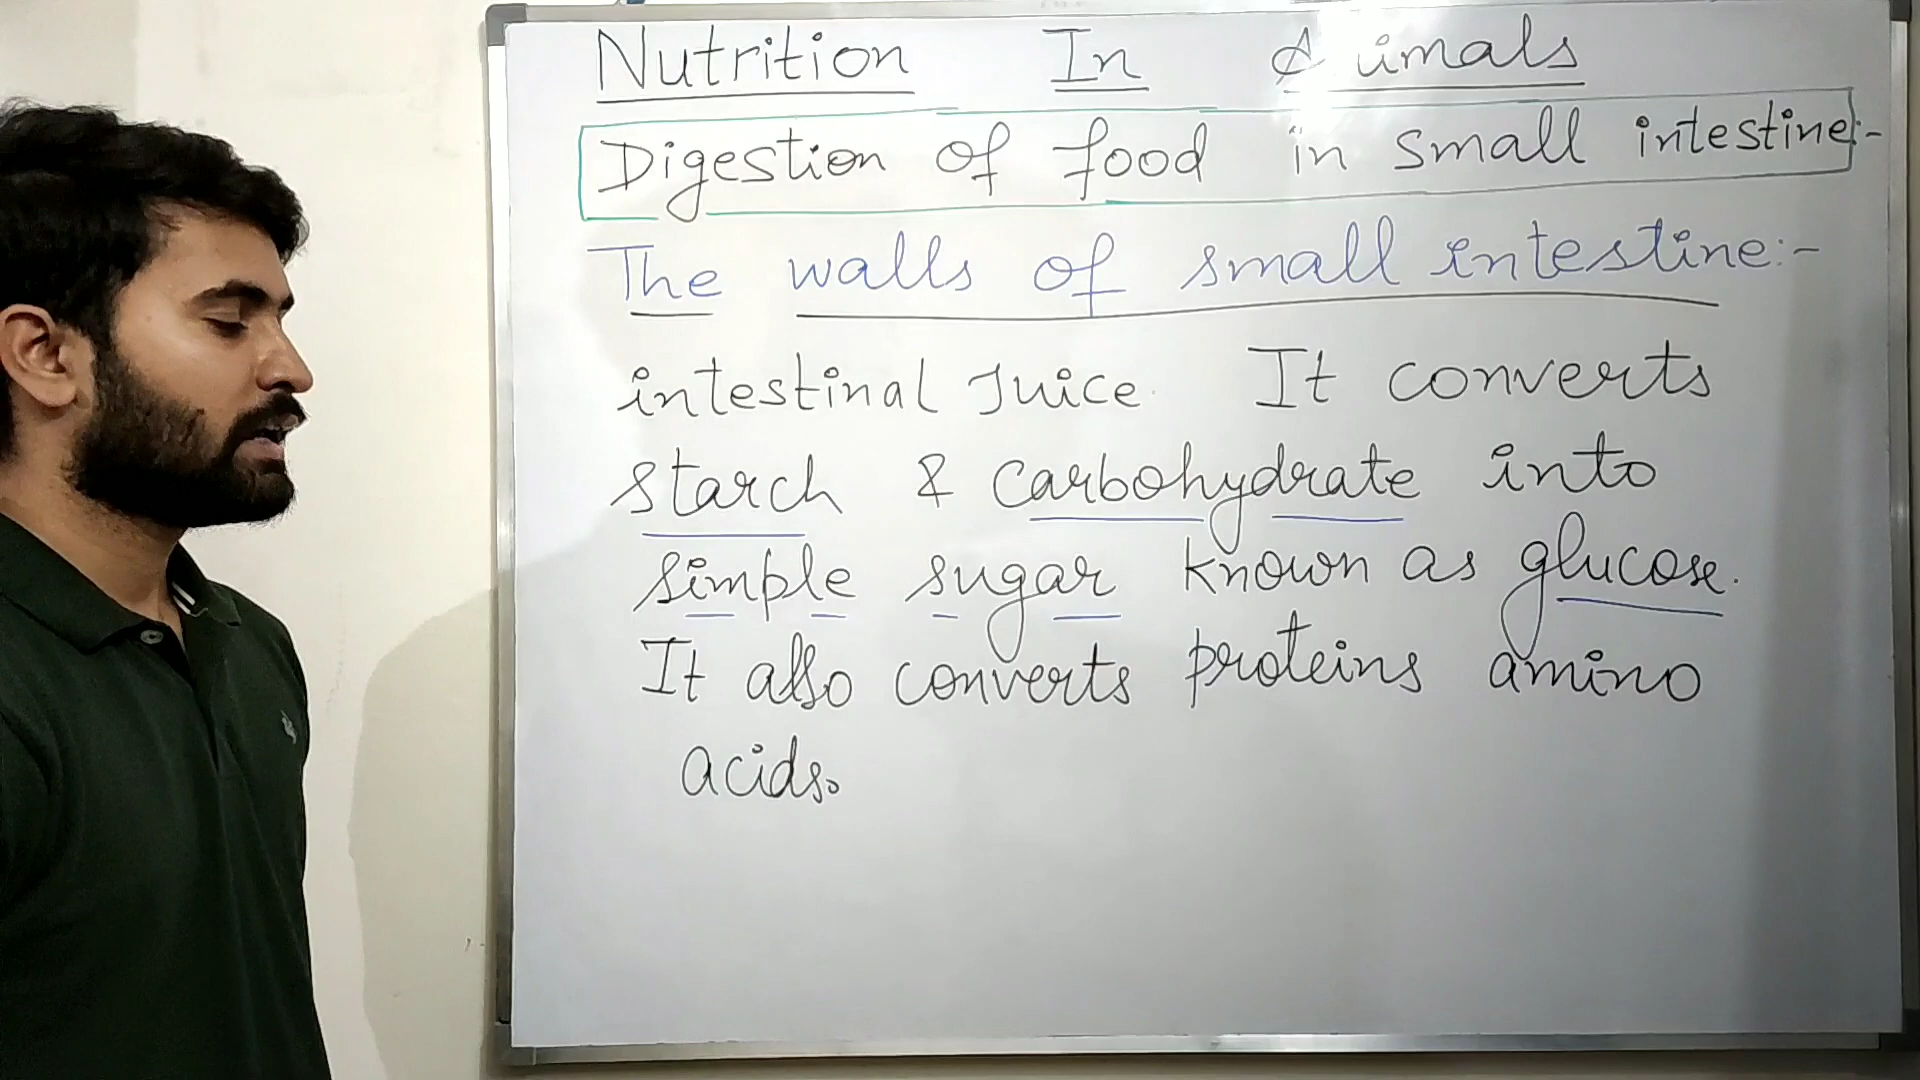 Nutrition In Animals
Digestion of food in small intestine:-
The walls of small intestine:-
intestinal Juice. It converts
starch & Carbohydrate into
simple sugar known as glucose.
It also converts proteins amino
acids.